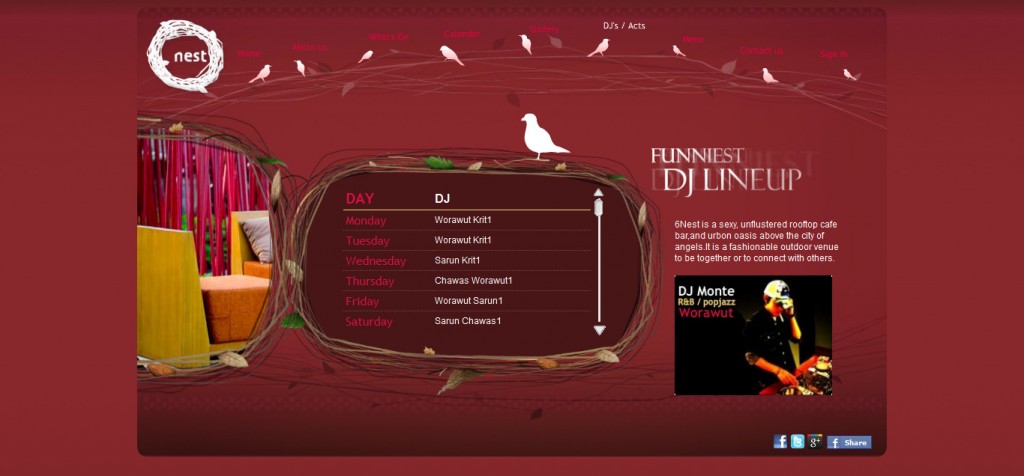 nest
Home
About us
What's On
Calendar
Gallery
DJ's / Acts
News
Contact us
Sign in
FUNNIEST
DJ LINEUP
DAY DJ
Monday Worawut Krit1
Tuesday Worawut Krit1
Wednesday Sarun Krit1
Thursday Chawas Worawut1
Friday Worawut Sarun1
Saturday Sarun Chawas1
6Nest is a sexy, unflustered rooftop cafe
bar,and urbon oasis above the city of
angels.It is a fashionable outdoor venue
to be together or to connect with others.
DJ Monte
R&B / popjazz
Worawut
Share